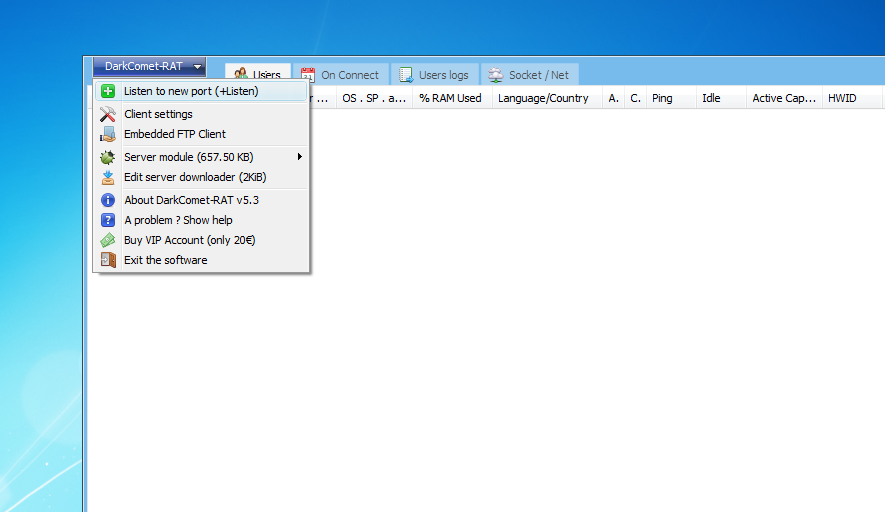 DarkComet-RAT
Users
On Connect
Users logs
Socket / Net
r ...
OS . SP . a...
% RAM Used
Language/Country
A.
C.
Ping
Idle
Active Cap...
HWID
Listen to new port (+Listen)
Client settings
Embedded FTP Client
Server module (657.50 KB)
Edit server downloader (2KiB)
About DarkComet-RAT v5.3
A problem ? Show help
Buy VIP Account (only 20€)
Exit the software